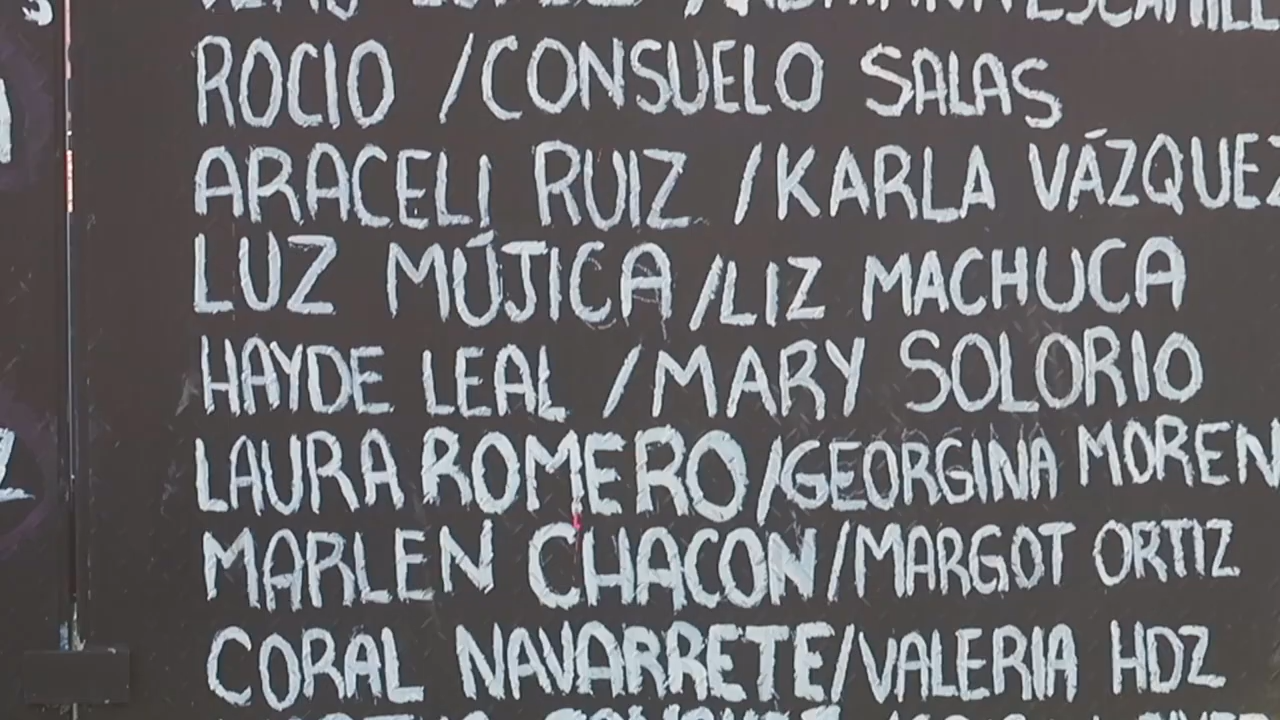 ROCIO /CONSUELO SALAS
ARACELI RUIZ /KARLA VÁZQUEZ
LUZ MÚJICA /LIZ MACHUCA
HAYDE LEAL /MARY SOLORIO
LAURA ROMERO/GEORGINA MOREN
MARLEN CHACON/MARGOT ORTIZ
CORAL NAVARRETE/VALERIA HDZ